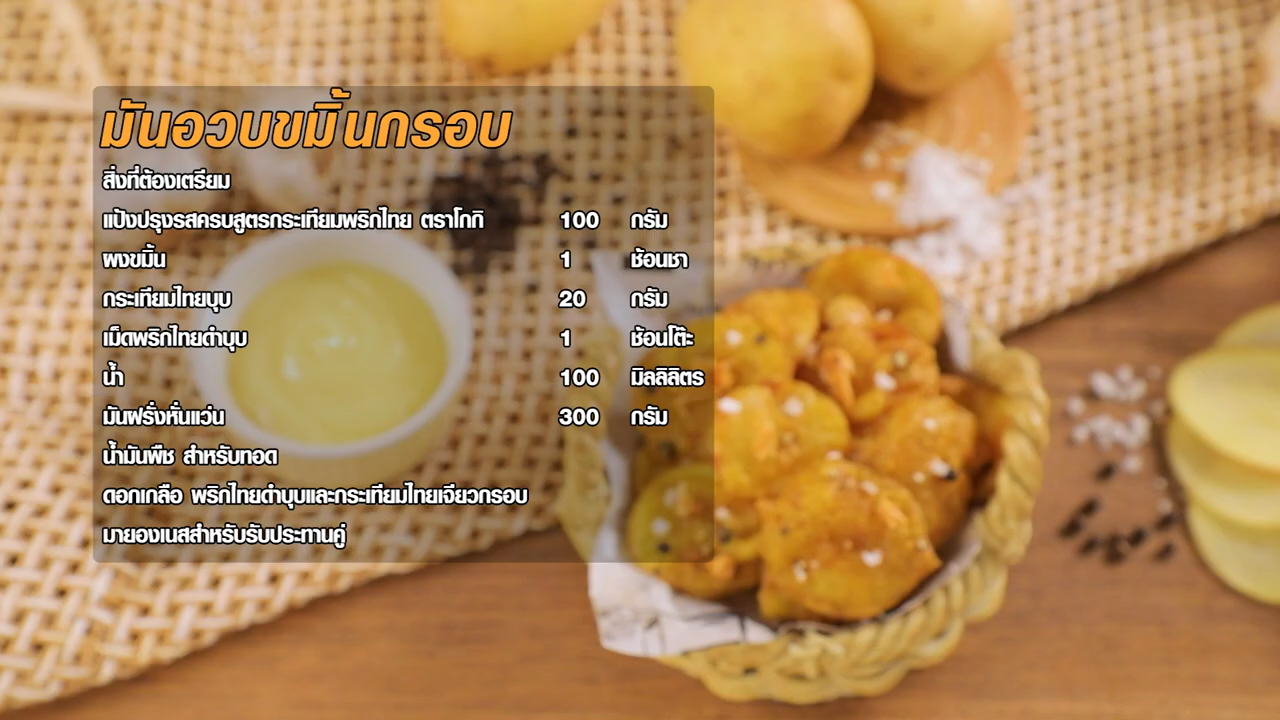 มันอวบขมิ้นกรอบ
สิ่งที่ต้องเตรียม
แป้งปรุงรสครบสูตรกระเทียมพริกไทย ตราโกกิ 100 กรัม
ผงขมิ้น 1 ช้อนชา
กระเทียมไทยบุบ 20 กรัม
เม็ดพริกไทยดำบุบ 1 ช้อนโต๊ะ
น้ำ 100 มิลลิลิตร
มันฝรั่งหั่นแว่น 300 กรัม
น้ำมันพืช สำหรับทอด
ดอกเกลือ พริกไทยดำบุบและกระเทียมไทยเจียวกรอบ
มายองเนสสำหรับรับประทานคู่